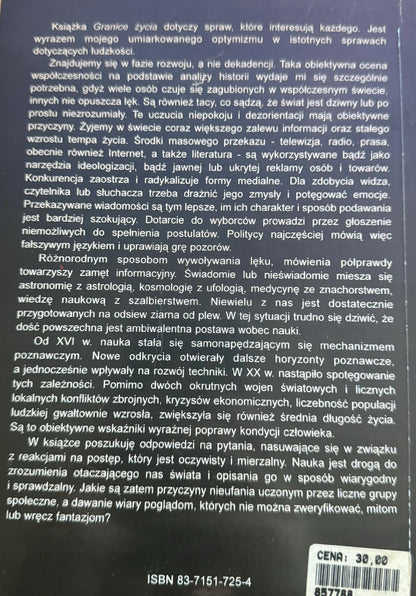 Książka Granice życia dotyczy spraw, które interesują każdego. Jest
wyrazem mojego umiarkowanego optymizmu w istotnych sprawach
dotyczących ludzkości.
Znajdujemy się w fazie rozwoju, a nie dekadencji. Taka obiektywna ocena
współczesności na podstawie analizy historii wydaje mi się szczególnie
potrzebna, gdyż wiele osób czuje się zagubionych w współczesnym świecie,
innych nie opuszcza lęk. Są również tacy, co sądzą, że świat jest dziwny lub po
prostu niezrozumiały. Te uczucia niepokoju i dezorientacji mają obiektywne
przyczyny. Żyjemy w świecie coraz większego zalewu informacji oraz stałego
wzrostu tempa życia. Środki masowego przekazu - telewizja, radio, prasa,
obecnie również Internet, a także literatura - są wykorzystywane bądź jako
narzędzia ideologizacji, bądź jawnej lub ukrytej reklamy osób i towarów.
Konkurencja zaostrza i radykalizuje formy medialne. Dla zdobycia widza,
czytelnika lub słuchacza trzeba drażnić jego zmysły i potęgować emocje.
Przekazywane wiadomości są tym lepsze, im ich charakter i sposób podawania
jest bardziej szokujący. Dotarcie do wyborców prowadzi przez głoszenie
niemożliwych do spełnienia postulatów. Politycy najczęściej mówią więc
fałszywym językiem i uprawiają grę pozorów.
Różnorodnym sposobom wywoływania lęku, mówienia półprawdy
towarzyszy zamęt informacyjny. Świadomie lub nieświadomie miesza się
astronomię z astrologią, kosmologię z ufologią, medycynę ze znachorstwem,
wiedzę naukową z szalbierstwem. Niewielu z nas jest dostatecznie
przygotowanych na odsiew ziarna od plew. W tej sytuacji trudno się dziwić, że
dość powszechna jest ambiwalentna postawa wobec nauki.
Od XVI w. nauka stała się samonapędzającym się mechanizmem
poznawczym. Nowe odkrycia otwierały dalsze horyzonty poznawcze,
a jednocześnie wpływały na rozwój techniki. W XX w. nastąpiło spotęgowanie
tych zależności. Pomimo dwóch okrutnych wojen światowych i licznych
lokalnych konfliktów zbrojnych, kryzysów ekonomicznych, liczebność populacji
ludzkiej gwałtownie wzrosła, zwiększyła się również średnia długość życia.
Są to obiektywne wskaźniki wyraźnej poprawy kondycji człowieka.
W książce poszukuję odpowiedzi na pytania, nasuwające się w związku
z reakcjami na postęp, który jest oczywisty i mierzalny. Nauka jest drogą do
zrozumienia otaczającego nas świata i opisania go w sposób wiarygodny
i sprawdzalny. Jakie są zatem przyczyny nieufania uczonym przez liczne grupy
społeczne, a dawanie wiary poglądom, których nie można zweryfikować, mitom
lub wręcz fantazjom?
CENA: 30,00
ISBN 83-7151-725-4
857788